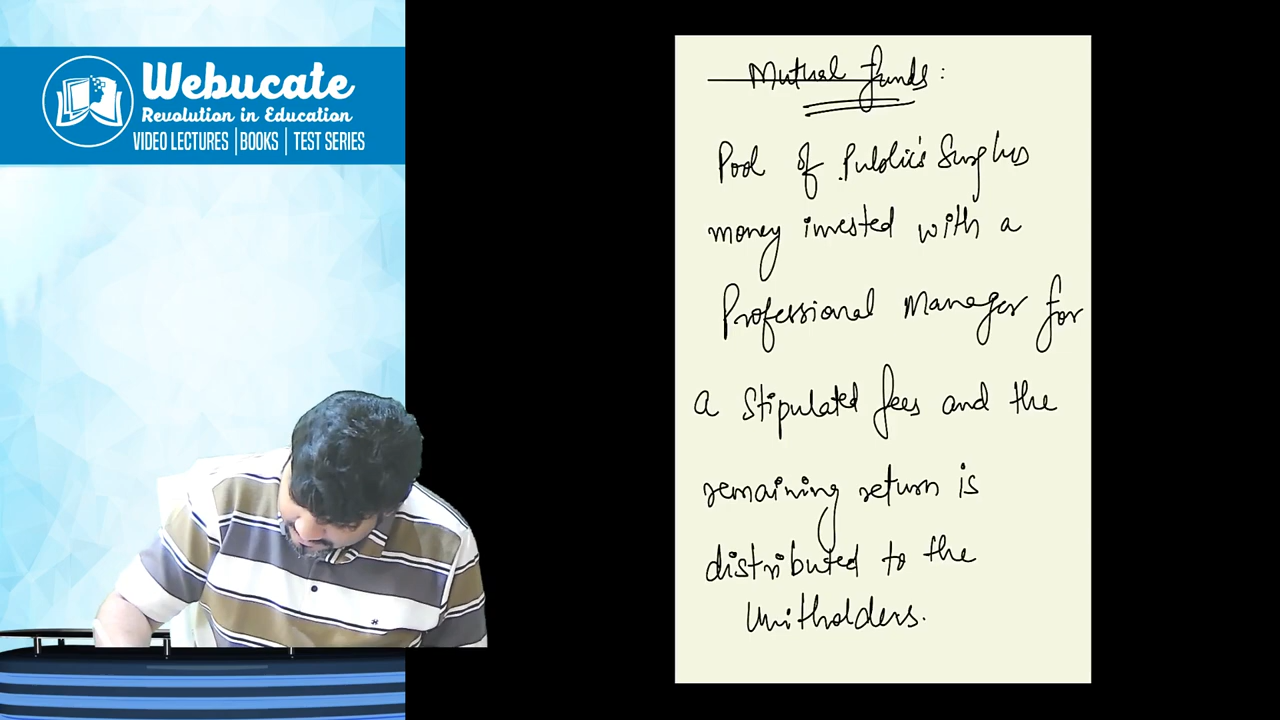 Webucate
Revolution in Education
VIDEO LECTURES | BOOKS | TEST SERIES
Mutual funds:
Pool of Public's Surplus
money invested with a
Professional Manager for
a stipulated fees and the
remaining return is
distributed to the
Unitholders.